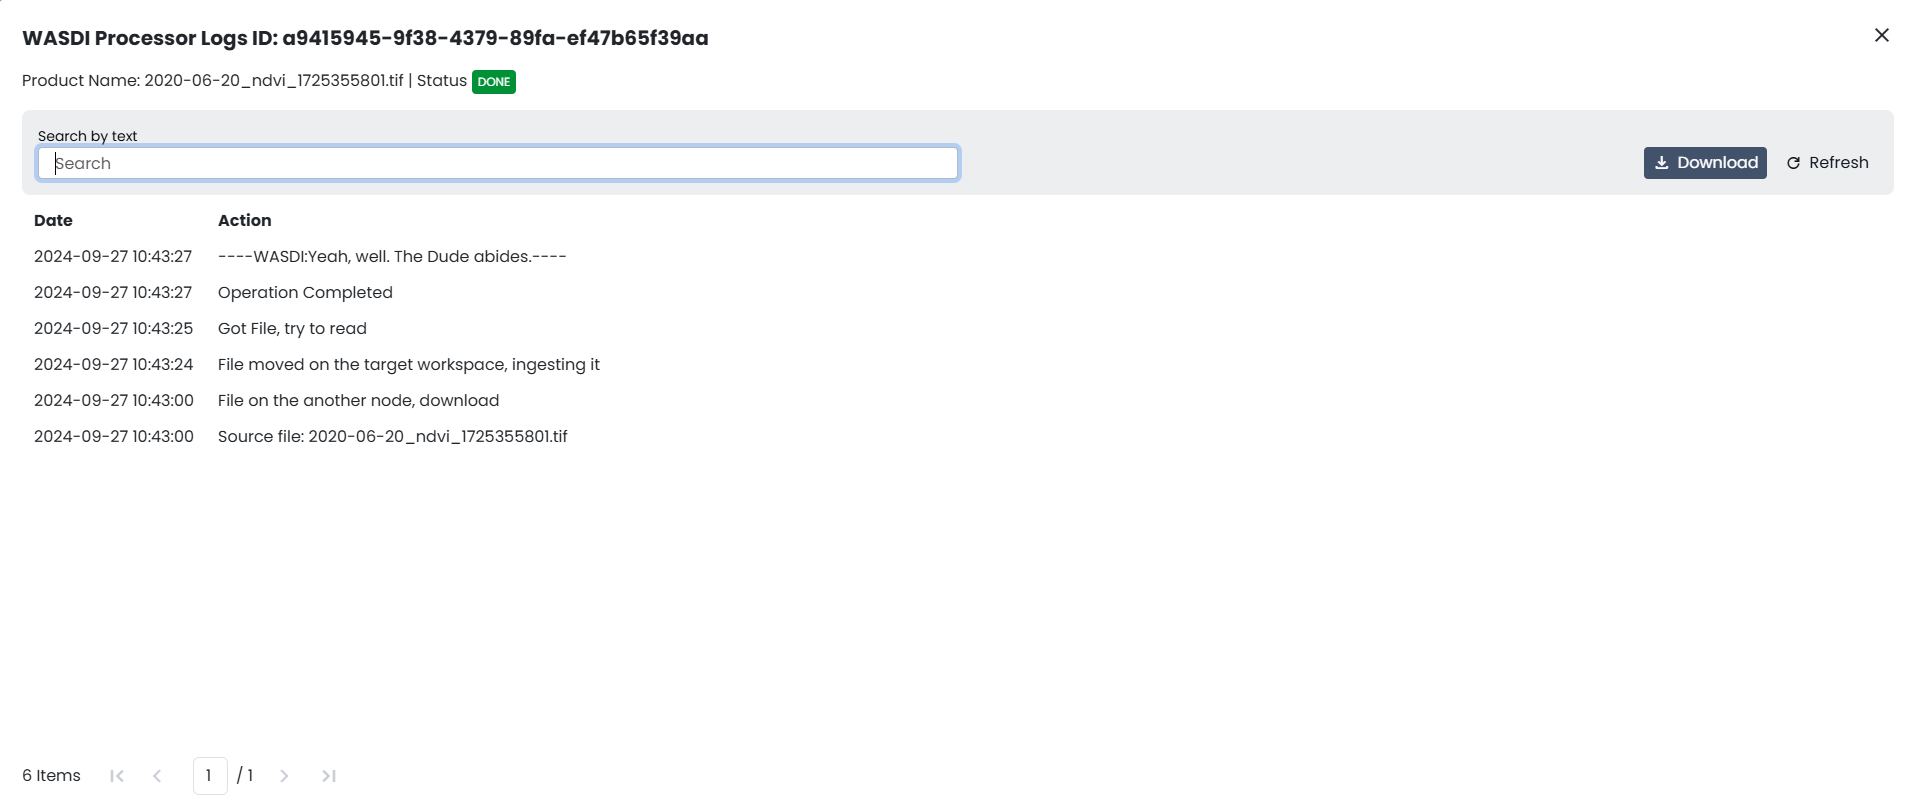 WASDI Processor Logs ID: a9415945-9f38-4379-89fa-ef47b65f39aa
Product Name: 2020-06-20_ndvi_1725355801.tif | Status DONE
Search by text
Search
Download Refresh
Date Action
2024-09-27 10:43:27 ----WASDI:Yeah, well. The Dude abides.----
2024-09-27 10:43:27 Operation Completed
2024-09-27 10:43:25 Got File, try to read
2024-09-27 10:43:24 File moved on the target workspace, ingesting it
2024-09-27 10:43:00 File on the another node, download
2024-09-27 10:43:00 Source file: 2020-06-20_ndvi_1725355801.tif
6 Items 1 / 1